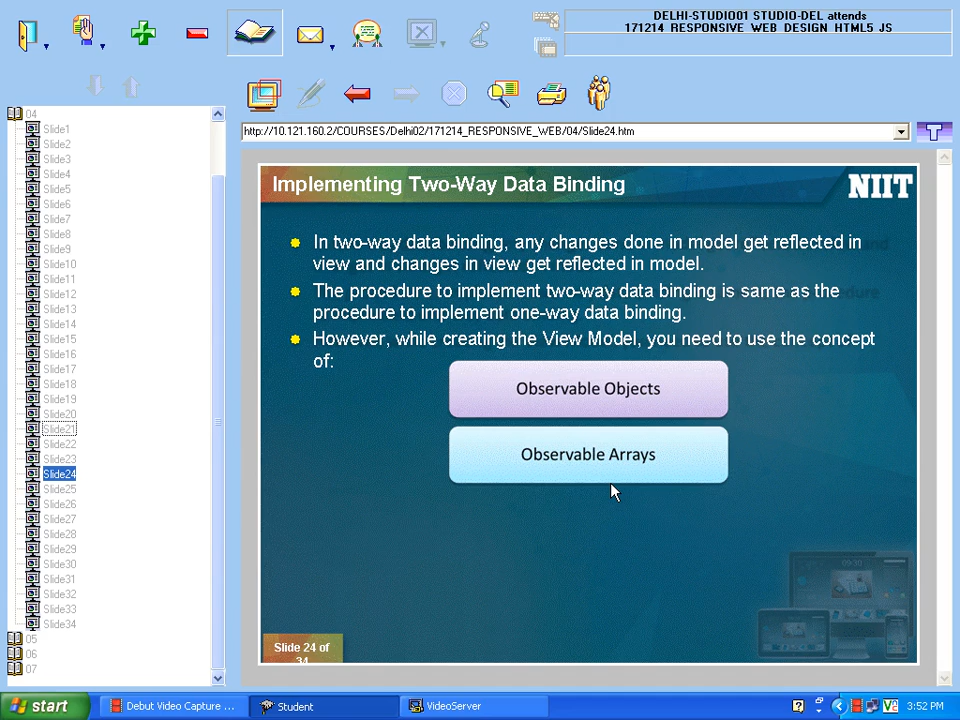 DELHI-STUDIO01 STUDIO-DEL attends
171214_RESPONSIVE_WEB_DESIGN_HTML5_JS
04
Slide1
Slide2
Slide3
Slide4
Slide5
Slide6
Slide7
Slide8
Slide9
Slide10
Slide11
Slide12
Slide13
Slide14
Slide15
Slide16
Slide17
Slide18
Slide19
Slide20
Slide21
Slide22
Slide23
Slide24
Slide25
Slide26
Slide27
Slide28
Slide29
Slide30
Slide31
Slide32
Slide33
Slide34
05
06
07
http://10.121.160.2/COURSES/Delhi02/171214_RESPONSIVE_WEB/04/Slide24.htm
T
Implementing Two-Way Data Binding
NIIT
In two-way data binding, any changes done in model get reflected in
view and changes in view get reflected in model.
The procedure to implement two-way data binding is same as the
procedure to implement one-way data binding.
However, while creating the View Model, you need to use the concept
of:
Observable Objects
Observable Arrays
09:30
Slide 24 of
34
start
Debut Video Capture ...
Student
VideoServer
3:52 PM